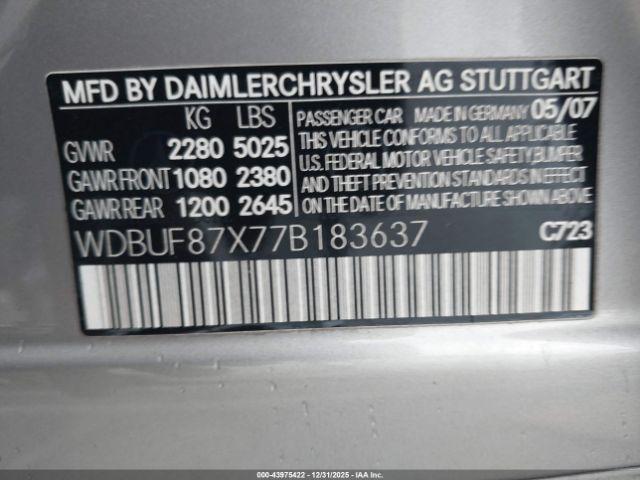 MFD BY DAIMLERCHRYSLER AG STUTTGART
KG LBS
GVWR 2280 5025
GAWR FRONT 1080 2380
GAWR REAR 1200 2645
PASSENGER CAR MADE IN GERMANY 05/07
THIS VEHICLE CONFORMS TO ALL APPLICABLE
U.S. FEDERAL MOTOR VEHICLE SAFETY, BUMPER
AND THEFT PREVENTION STANDARDS IN EFFECT
ON THE DATE OF MANUFACTURE SHOWN ABOVE.
WDBUF87X77B183637 C723
000-43975422 - 12/31/2025 - IAAI.COM